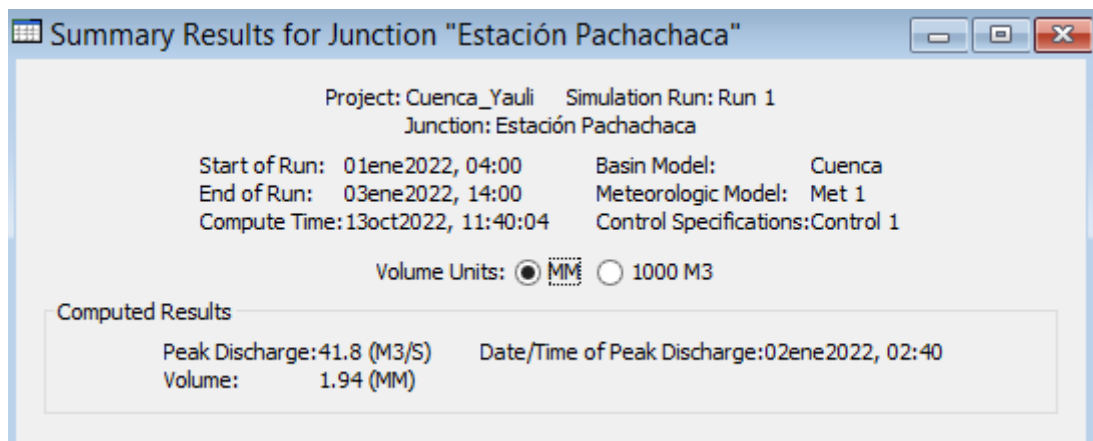 Summary Results for Junction "Estación Pachachaca"
Project: Cuenca_Yauli Simulation Run: Run 1
Junction: Estación Pachachaca
Start of Run: 01ene2022, 04:00 Basin Model: Cuenca
End of Run: 03ene2022, 14:00 Meteorologic Model: Met 1
Compute Time:13oct2022, 11:40:04 Control Specifications:Control 1
Volume Units: MM 1000 M3
Computed Results
Peak Discharge:41.8 (M3/S) Date/Time of Peak Discharge:02ene2022, 02:40
Volume: 1.94 (MM)